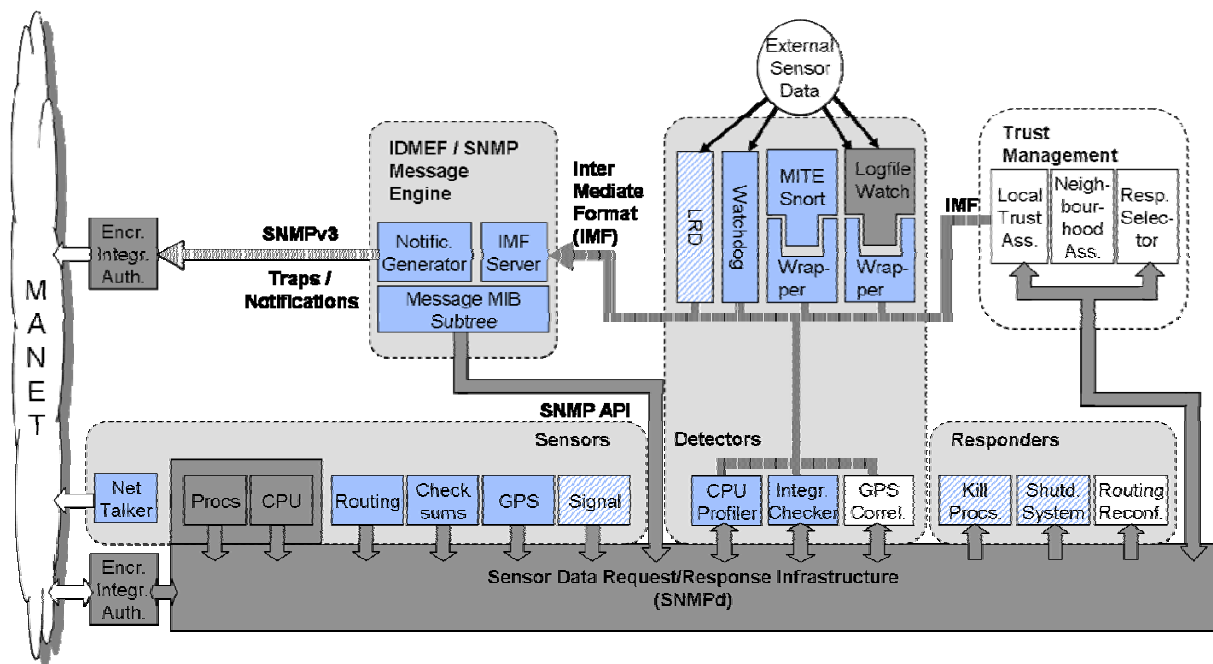 External
Sensor
Data
IDMEF / SNMP
Message
Engine
Inter
Mediate
Format
(IMF)
LRD
Watchdog
MITE
Snort
Wrap-
per
Logfile
Watch
Wrap-
per
IMF
Trust
Management
Local
Trust
Ass.
Neigh-
bour-
hood
Ass.
Resp.
Selec-
tor
Encr.
Integr.
Auth.
SNMPv3
Traps /
Notifications
Notific.
Generator
IMF
Server
Message MIB
Subtree
MANET
SNMP API
Sensors
Detectors
Responders
Net
Talker
Procs
CPU
Routing
Check
sums
GPS
Signal
CPU
Profiler
Integr.
Checker
GPS
Correl.
Kill
Procs.
Shutd.
System
Routing
Reconf.
Encr.
Integr.
Auth.
Sensor Data Request/Response Infrastructure
(SNMPd)